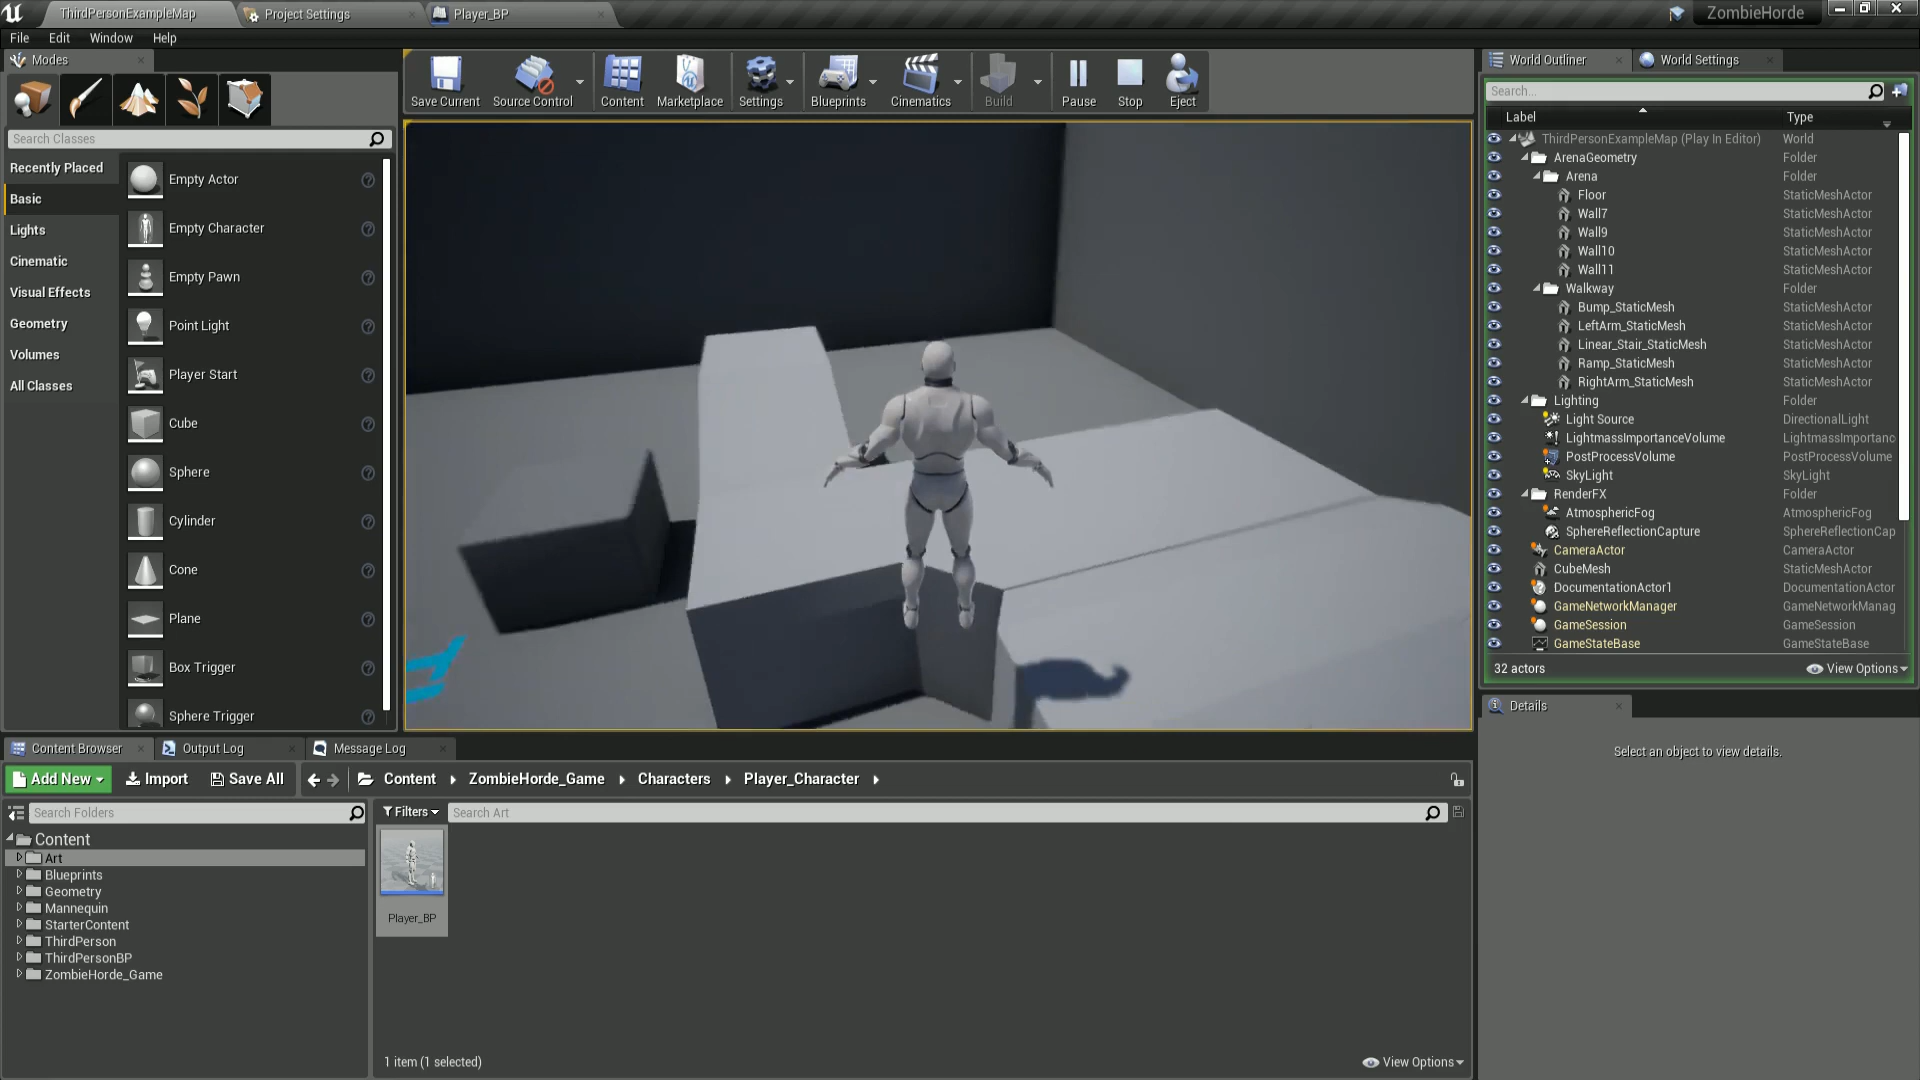 ThirdPersonExampleMap
Project Settings
Player_BP
ZombieHorde
File Edit Window Help
Modes
Search Classes
Recently Placed
Basic
Lights
Cinematic
Visual Effects
Geometry
Volumes
All Classes
Empty Actor
Empty Character
Empty Pawn
Point Light
Player Start
Cube
Sphere
Cylinder
Cone
Plane
Box Trigger
Sphere Trigger
Save Current Source Control Content Marketplace Settings Blueprints Cinematics Build Pause Stop Eject
World Outliner World Settings
Search...
Label Type
ThirdPersonExampleMap (Play In Editor) World
ArenaGeometry Folder
Arena Folder
Floor StaticMeshActor
Wall7 StaticMeshActor
Wall9 StaticMeshActor
Wall10 StaticMeshActor
Wall11 StaticMeshActor
Walkway Folder
Bump_StaticMesh StaticMeshActor
LeftArm_StaticMesh StaticMeshActor
Linear_Stair_StaticMesh StaticMeshActor
Ramp_StaticMesh StaticMeshActor
RightArm_StaticMesh StaticMeshActor
Lighting Folder
Light Source DirectionalLight
LightmassImportanceVolume LightmassImportanc
PostProcessVolume PostProcessVolume
SkyLight SkyLight
RenderFX Folder
AtmosphericFog AtmosphericFog
SphereReflectionCapture SphereReflectionCap
CameraActor CameraActor
CubeMesh StaticMeshActor
DocumentationActor1 DocumentationActor
GameNetworkManager GameNetworkManag
GameSession GameSession
GameStateBase GameStateBase
32 actors View Options
Details
Select an object to view details.
Content Browser Output Log Message Log
Add New Import Save All Content ZombieHorde_Game Characters Player_Character
Search Folders
Filters Search Art
Content
Art
Blueprints
Geometry
Mannequin
StarterContent
ThirdPerson
ThirdPersonBP
ZombieHorde_Game
Player_BP
1 item (1 selected) View Options